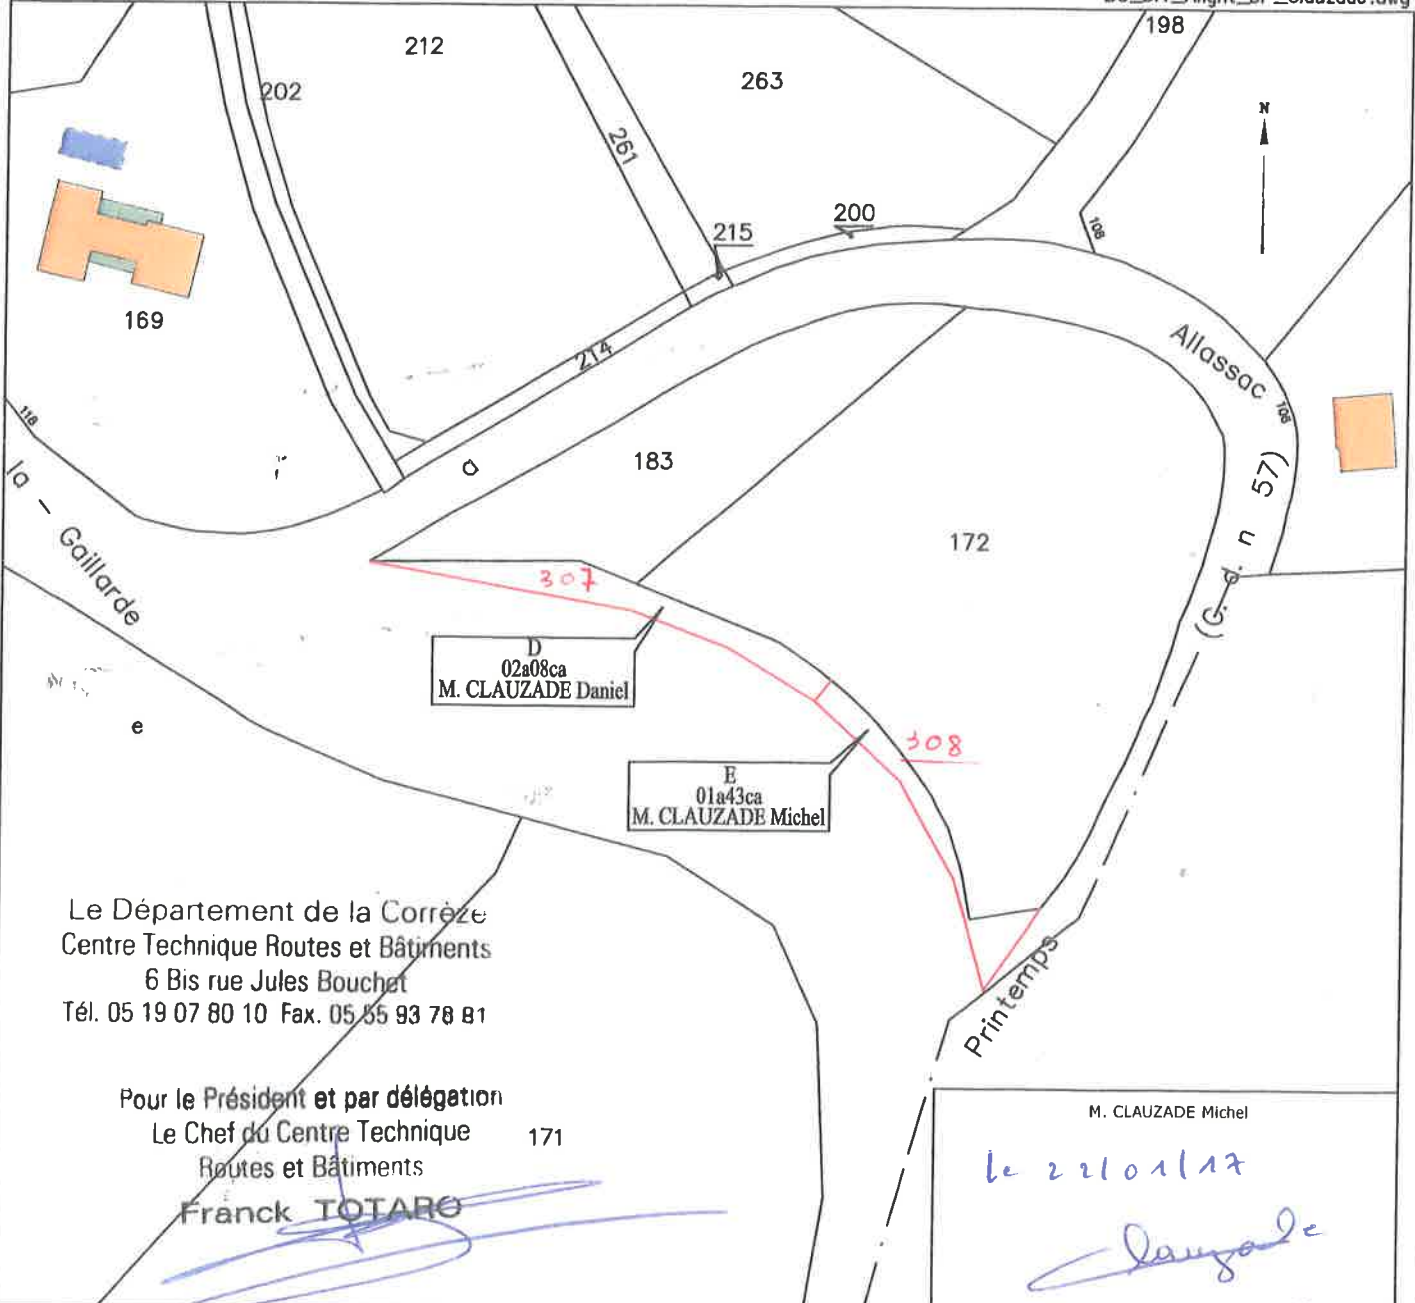 198
212
263
202
261
N
200
215
108
169
214
Allassac
108
118
a
183
57)
la - Gaillarde
172
(G. d. n
307
D
02a08ca
M. CLAUZADE Daniel
e
308
E
01a43ca
M. CLAUZADE Michel
Le Département de la Corrèze
Centre Technique Routes et Bâtiments
6 Bis rue Jules Bouchet
Tél. 05 19 07 80 10 Fax. 05 55 93 78 81
Printemps
Pour le Président et par délégation
Le Chef du Centre Technique
171
Routes et Bâtiments
Franck TOTARO
M. CLAUZADE Michel
le 22/01/17
Clauzade